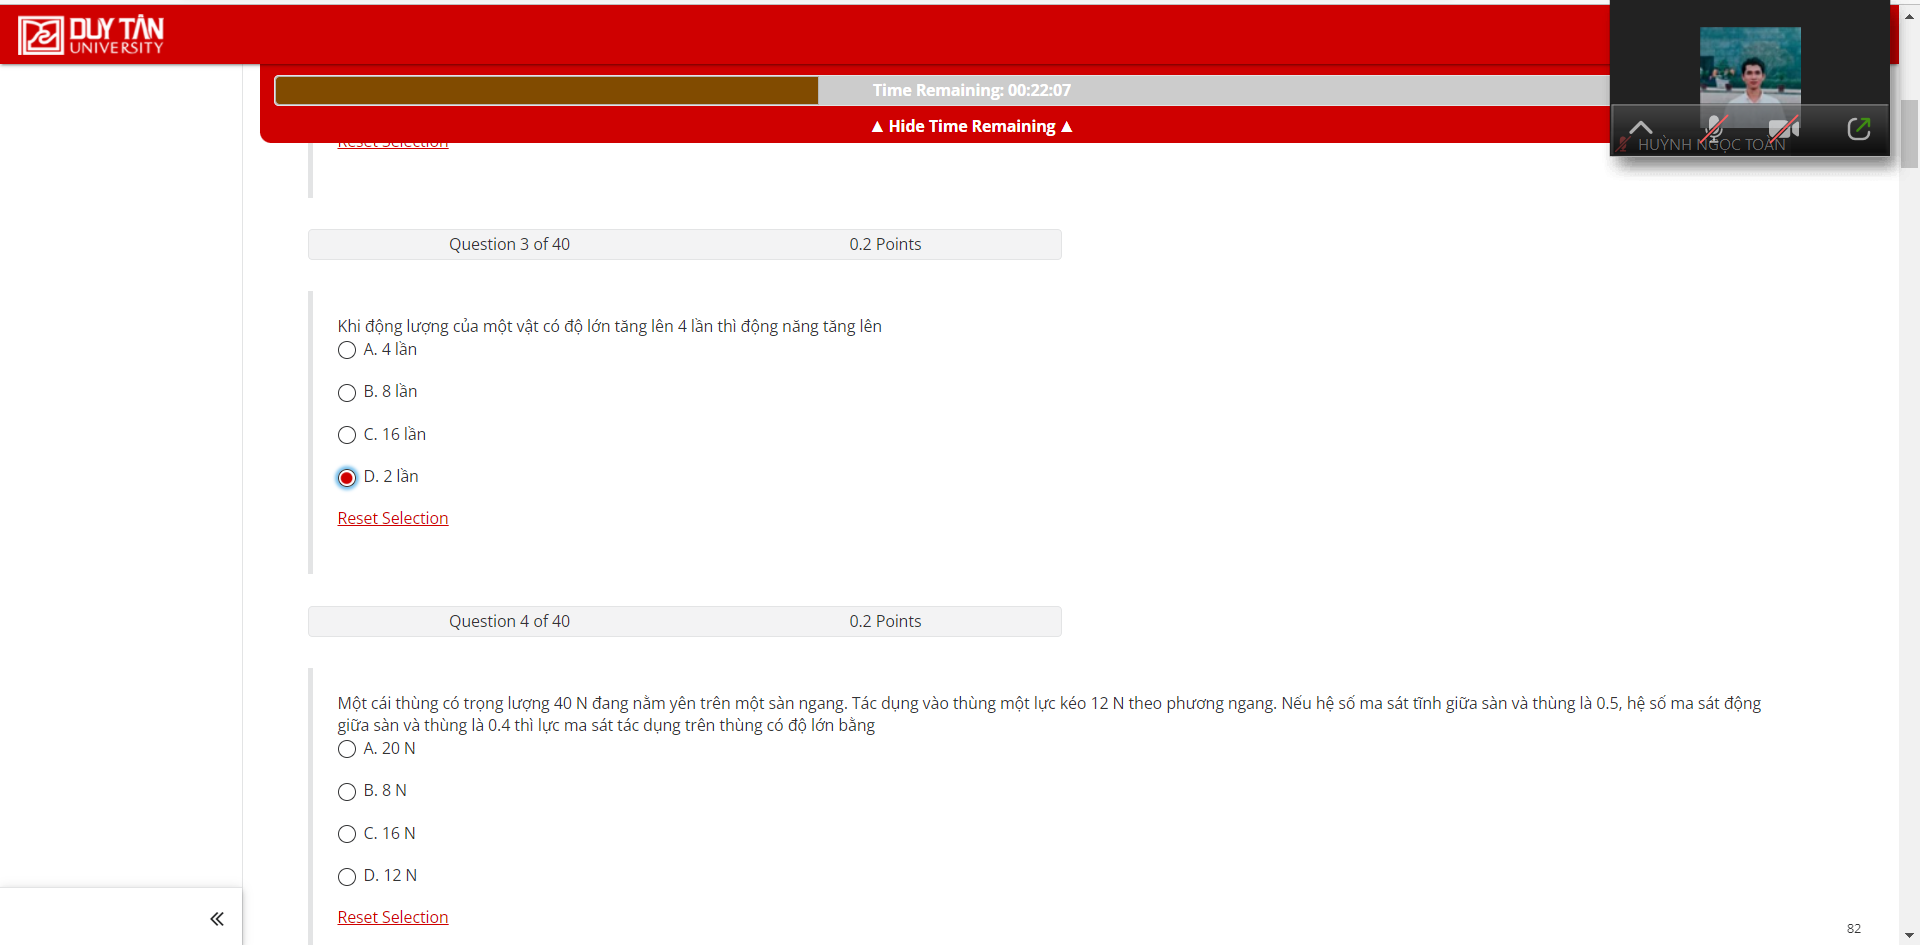 DUY TÂN
UNIVERSITY
Time Remaining: 00:22:07
▲ Hide Time Remaining ▲
HUỲNH NGỌC TOÀN
Reset Selection
Question 3 of 40 0.2 Points
Khi động lượng của một vật có độ lớn tăng lên 4 lần thì động năng tăng lên
A. 4 lần
B. 8 lần
C. 16 lần
D. 2 lần
Reset Selection
Question 4 of 40 0.2 Points
Một cái thùng có trọng lượng 40 N đang nằm yên trên một sàn ngang. Tác dụng vào thùng một lực kéo 12 N theo phương ngang. Nếu hệ số ma sát tĩnh giữa sàn và thùng là 0.5, hệ số ma sát động
giữa sàn và thùng là 0.4 thì lực ma sát tác dụng trên thùng có độ lớn bằng
A. 20 N
B. 8 N
C. 16 N
D. 12 N
Reset Selection
82